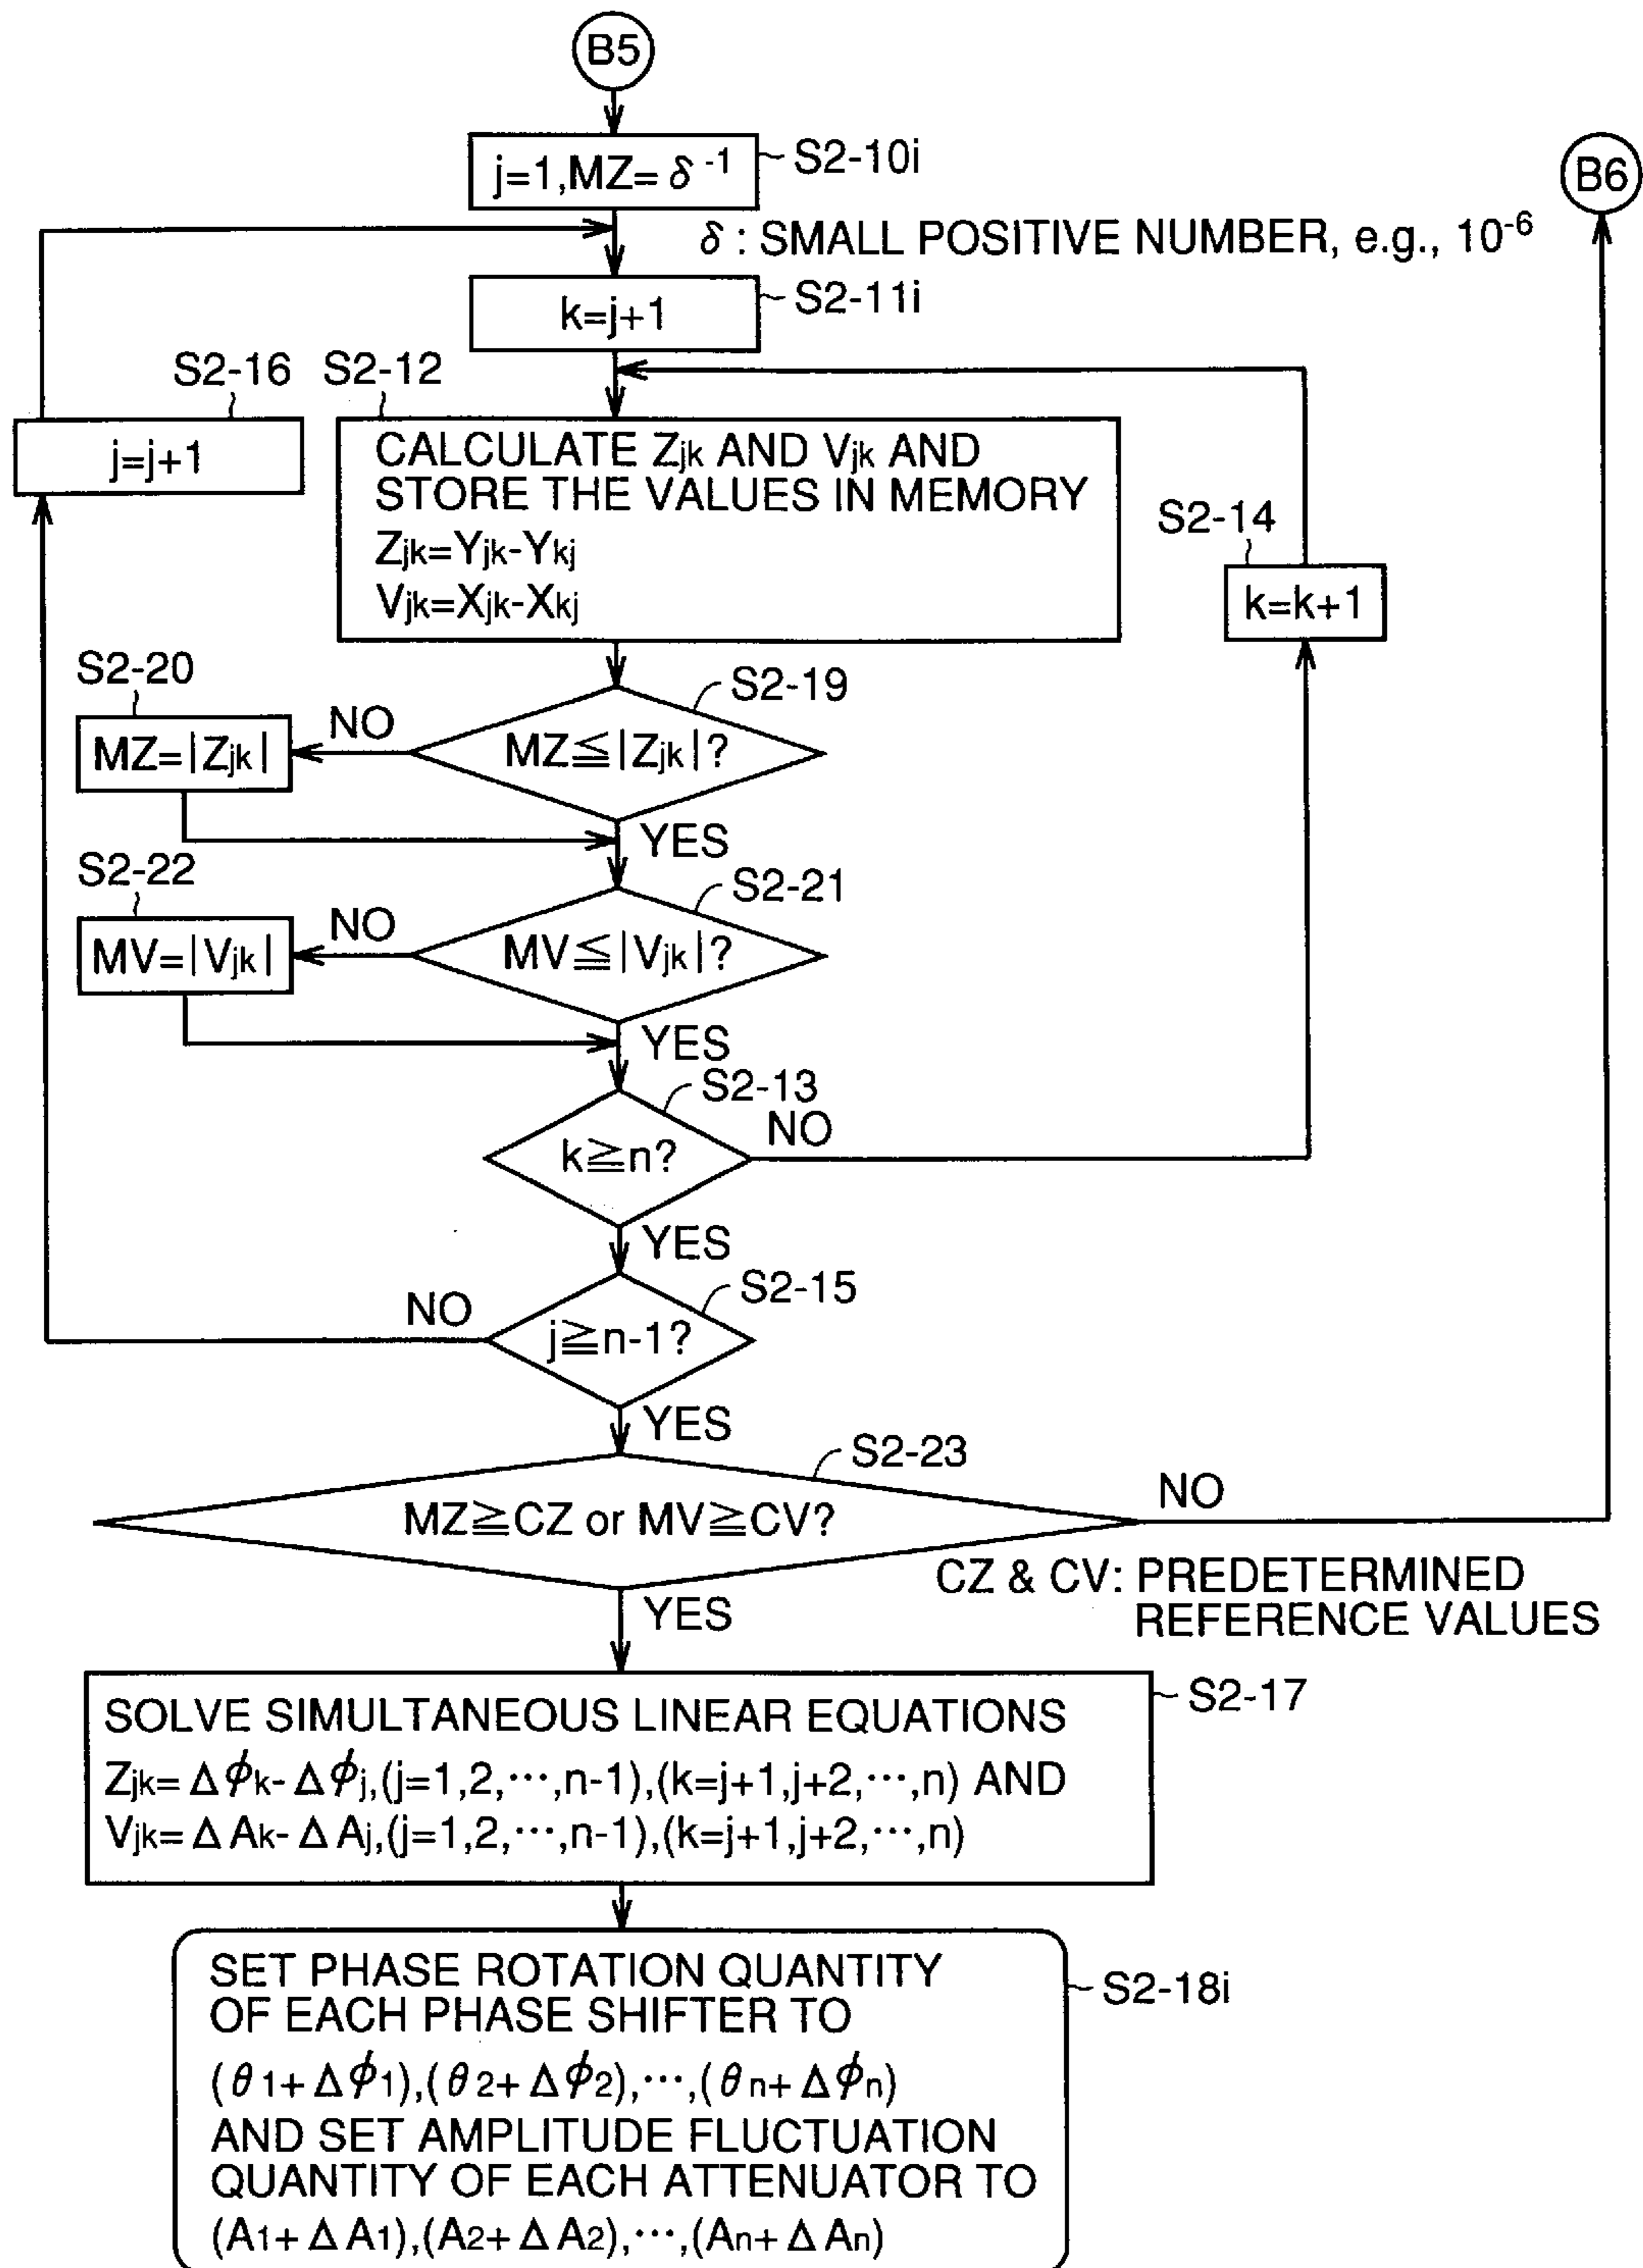 B5
j=1,MZ=δ⁻¹
S2-10i
B6
δ : SMALL POSITIVE NUMBER, e.g., 10⁻⁶
k=j+1
S2-11i
S2-16
S2-12
j=j+1
CALCULATE Zjk AND Vjk AND
STORE THE VALUES IN MEMORY
Zjk=Yjk-Ykj
Vjk=Xjk-Xkj
S2-14
k=k+1
S2-20
S2-19
NO
MZ=|Zjk|
MZ≦|Zjk|?
YES
S2-22
S2-21
NO
MV=|Vjk|
MV≦|Vjk|?
YES
S2-13
NO
k≧n?
YES
S2-15
NO
j≧n-1?
YES
S2-23
NO
MZ≧CZ or MV≧CV?
CZ & CV: PREDETERMINED
REFERENCE VALUES
YES
S2-17
SOLVE SIMULTANEOUS LINEAR EQUATIONS
Zjk=Δϕk-Δϕj,(j=1,2,⋯,n-1),(k=j+1,j+2,⋯,n) AND
Vjk=ΔAk-ΔAj,(j=1,2,⋯,n-1),(k=j+1,j+2,⋯,n)
SET PHASE ROTATION QUANTITY
S2-18i
OF EACH PHASE SHIFTER TO
(θ1+Δϕ1),(θ2+Δϕ2),⋯,(θn+Δϕn)
AND SET AMPLITUDE FLUCTUATION
QUANTITY OF EACH ATTENUATOR TO
(A1+ΔA1),(A2+ΔA2),⋯,(An+ΔAn)